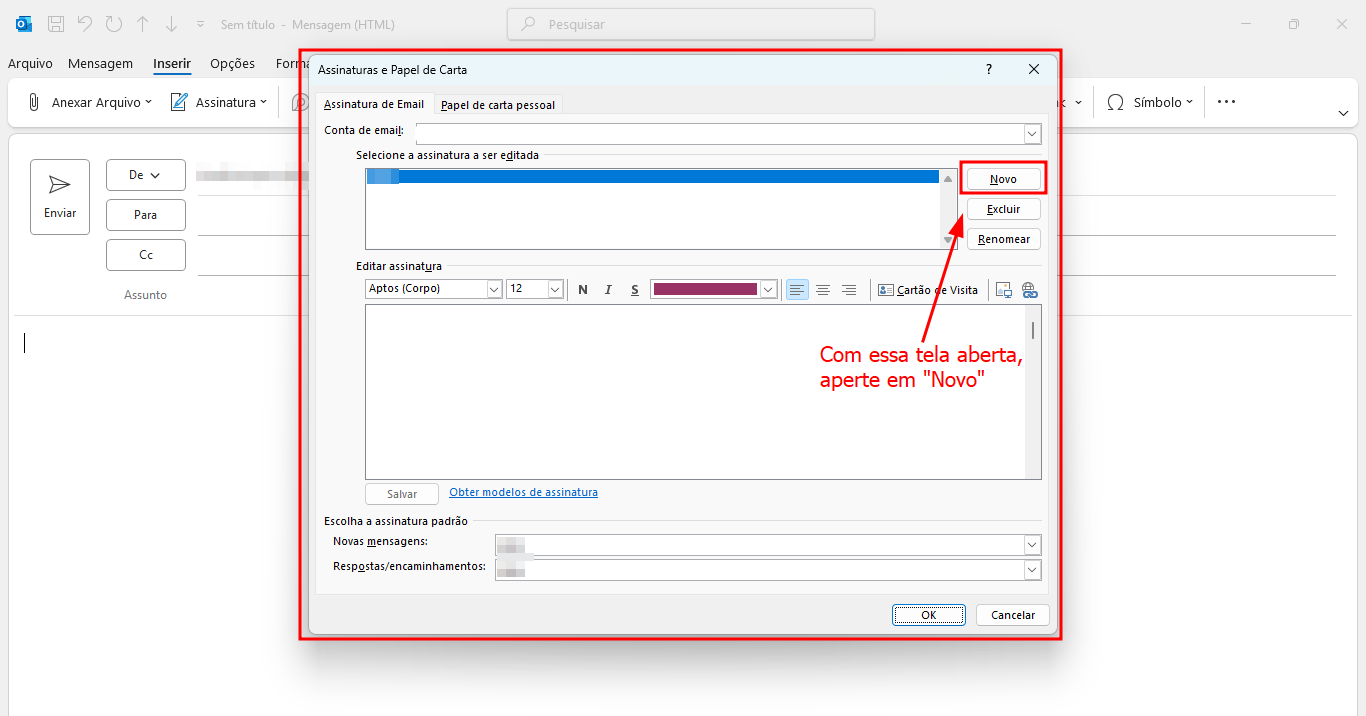 Sem título - Mensagem (HTML)
Pesquisar
Arquivo Mensagem Inserir Opções
Anexar Arquivo Assinatura Símbolo
Assinaturas e Papel de Carta ?
Assinatura de Email Papel de carta pessoal
Conta de email:
Selecione a assinatura a ser editada
Novo
Excluir
Renomear
Editar assinatura
Aptos (Corpo) 12 N I S Cartão de Visita
Com essa tela aberta,
aperte em "Novo"
Salvar Obter modelos de assinatura
Escolha a assinatura padrão
Novas mensagens:
Respostas/encaminhamentos:
OK Cancelar
Enviar
De
Para
Cc
Assunto